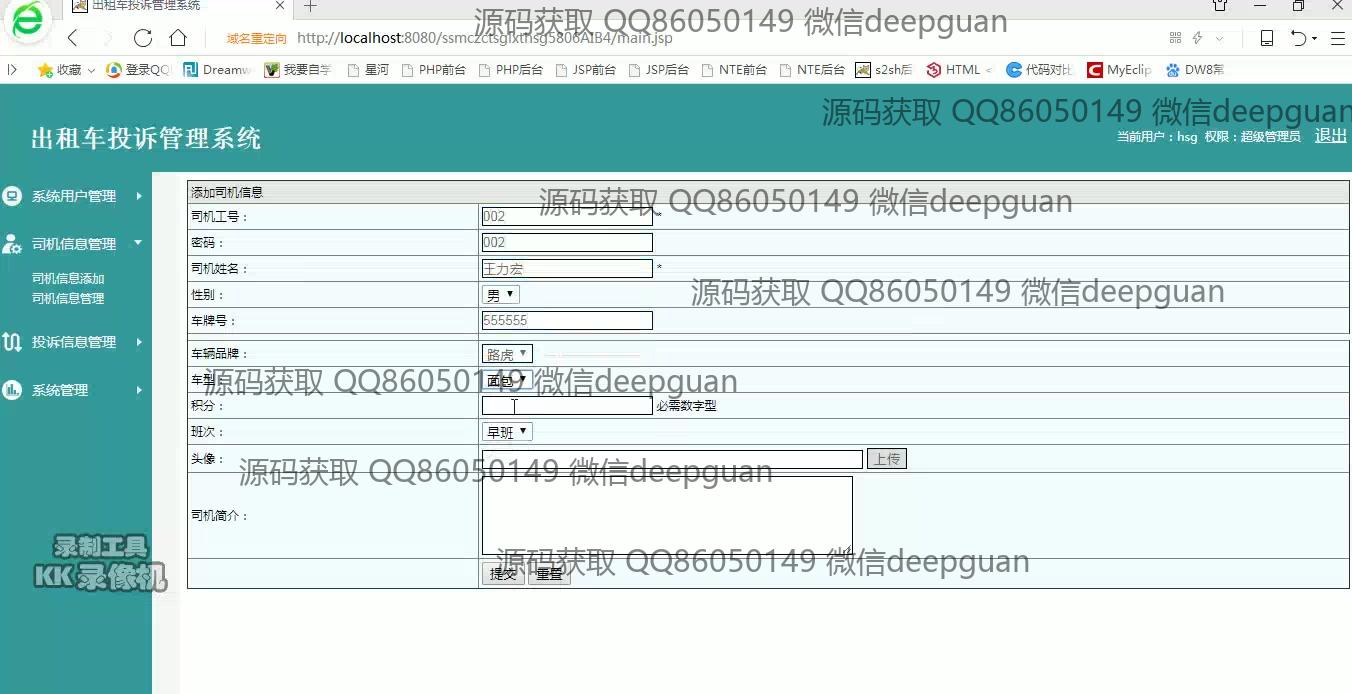 出租车投诉管理系统
源码获取 QQ86050149 微信deepguan
域名重定向 http://localhost:8080/ssmczctsglxthsg5806AIB4/main.jsp
收藏 登录QQ Dreamw 我要自学 星河 PHP前台 PHP后台 JSP前台 JSP后台 NTE前台 NTE后台 s2sh后 HTML 代码对比 MyEclip DW8常
源码获取 QQ86050149 微信deepguan
出租车投诉管理系统
当前用户：hsg 权限：超级管理员 退出
系统用户管理
司机信息管理
司机信息添加
司机信息管理
投诉信息管理
系统管理
添加司机信息
源码获取 QQ86050149 微信deepguan
司机工号： 002 *
密码： 002
司机姓名： 王力宏 *
性别： 男
源码获取 QQ86050149 微信deepguan
车牌号： 555555
车辆品牌： 路虎
车型： 面包
源码获取 QQ86050149 微信deepguan
积分： 必需数字型
班次： 早班
头像： 上传
源码获取 QQ86050149 微信deepguan
司机简介：
源码获取 QQ86050149 微信deepguan
提交 重置
录制工具
KK录像机